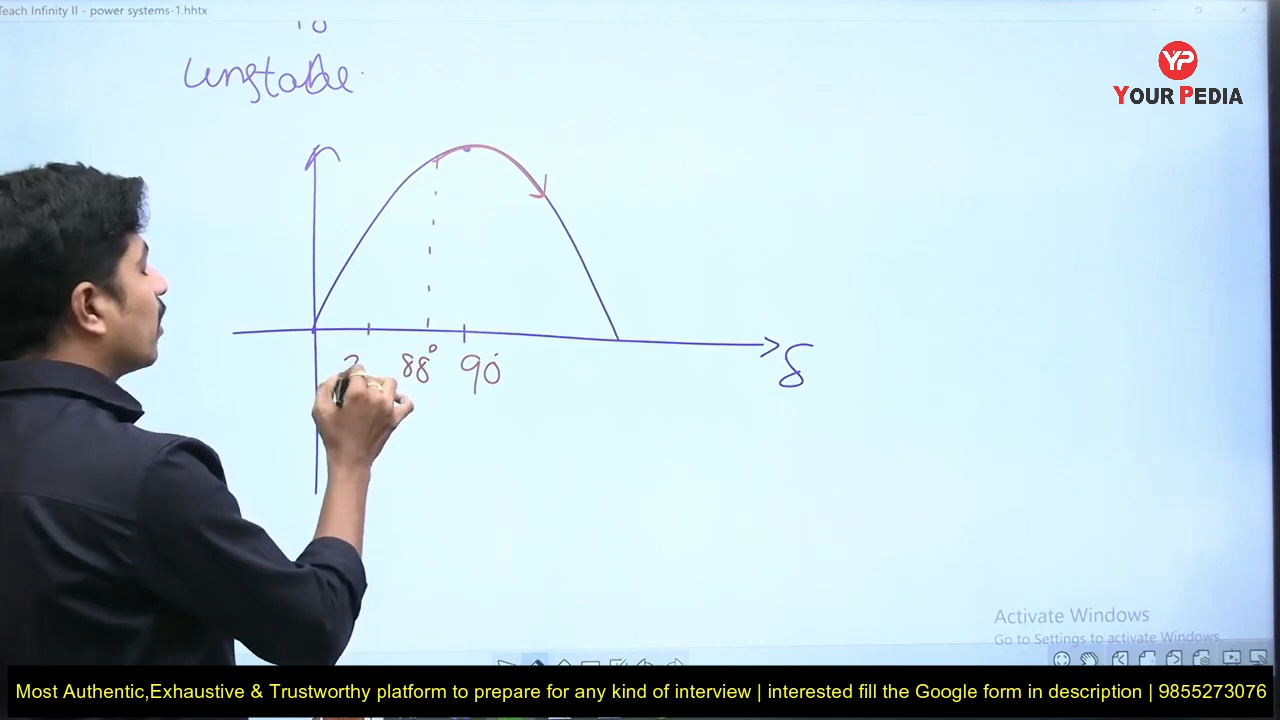 Teach Infinity II - power systems-1.hhtx
YP
YOUR PEDIA
10
unstable
88° 90°
δ
Activate Windows
Go to Settings to activate Windows.
Most Authentic,Exhaustive & Trustworthy platform to prepare for any kind of interview | interested fill the Google form in description | 9855273076